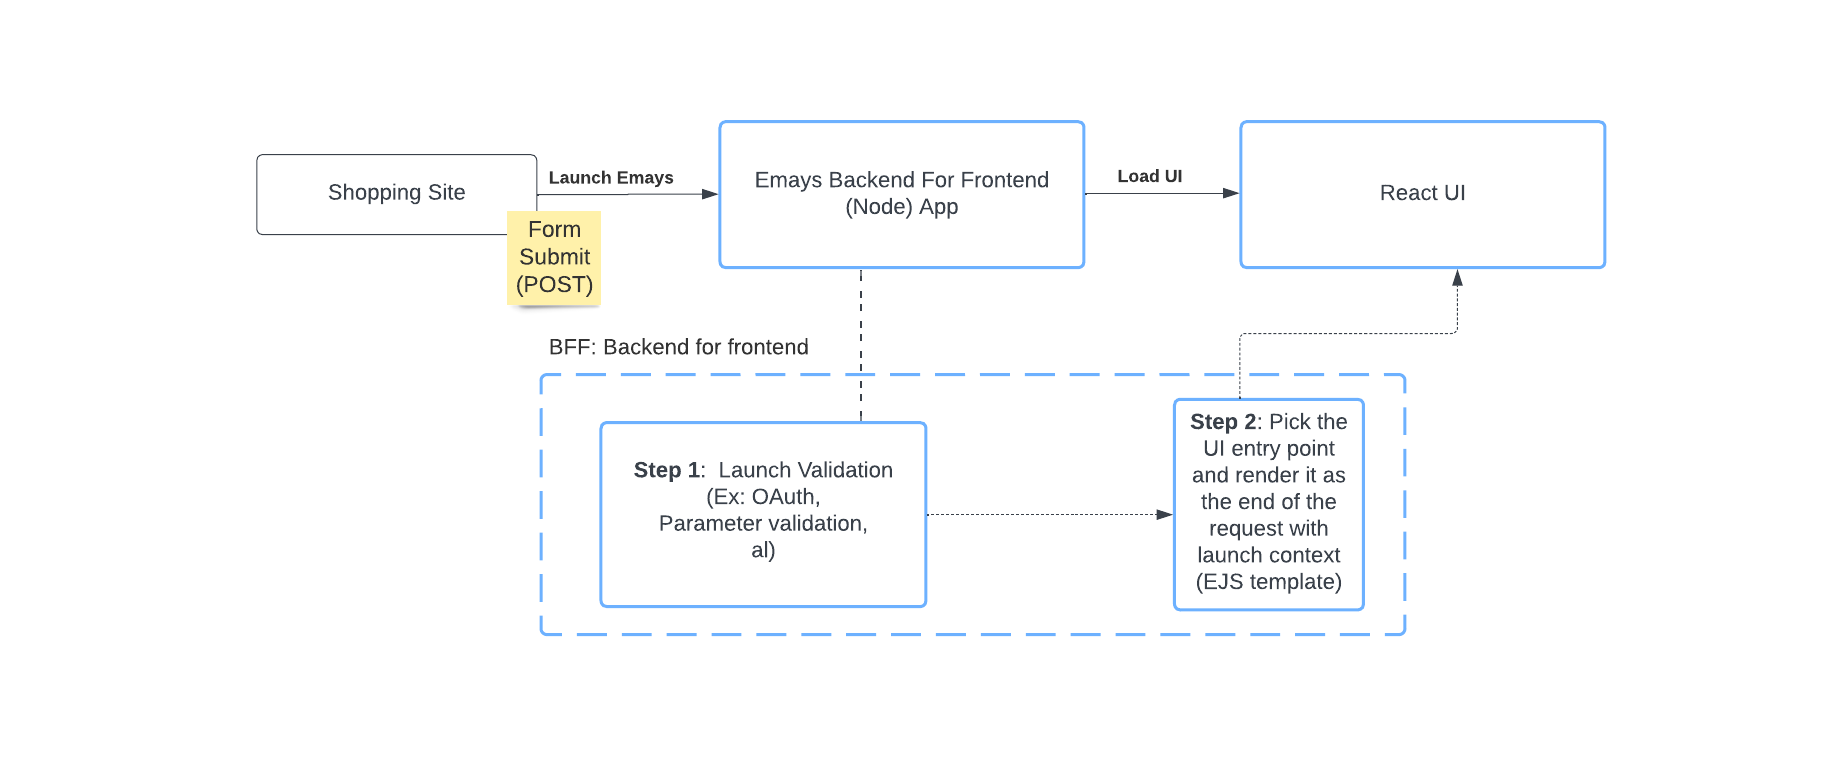 Shopping Site
Launch Emays
Form
Submit
(POST)
Emays Backend For Frontend
(Node) App
Load UI
React UI
BFF: Backend for frontend
Step 1:  Launch Validation
(Ex: OAuth,
Parameter validation,
al)
Step 2: Pick the
UI entry point
and render it as
the end of the
request with
launch context
(EJS template)